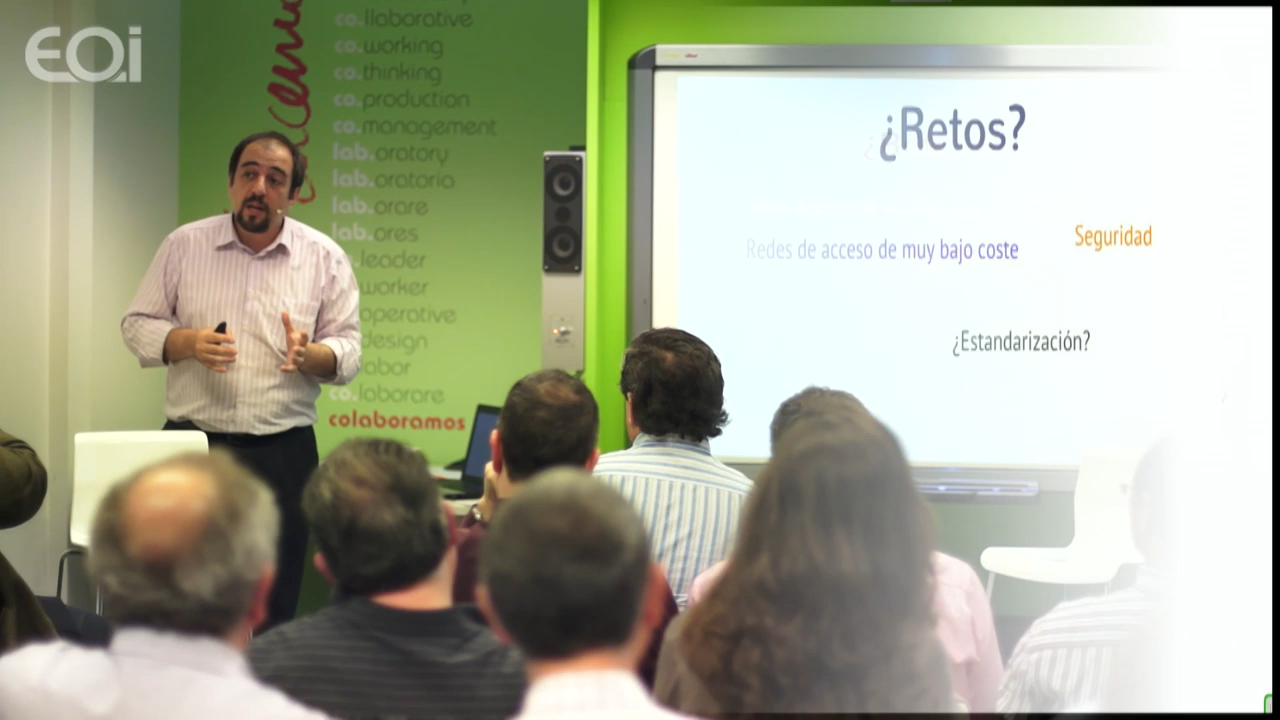 EOi
co.llaborative
co.working
co.thinking
co.production
co.management
lab.oratory
lab.oratorio
lab.orare
lab.ores
.leader
worker
operative
design
labor
co.laborare
colaboramos
¿Retos?
Redes de acceso de muy bajo coste
Seguridad
¿Estandarización?